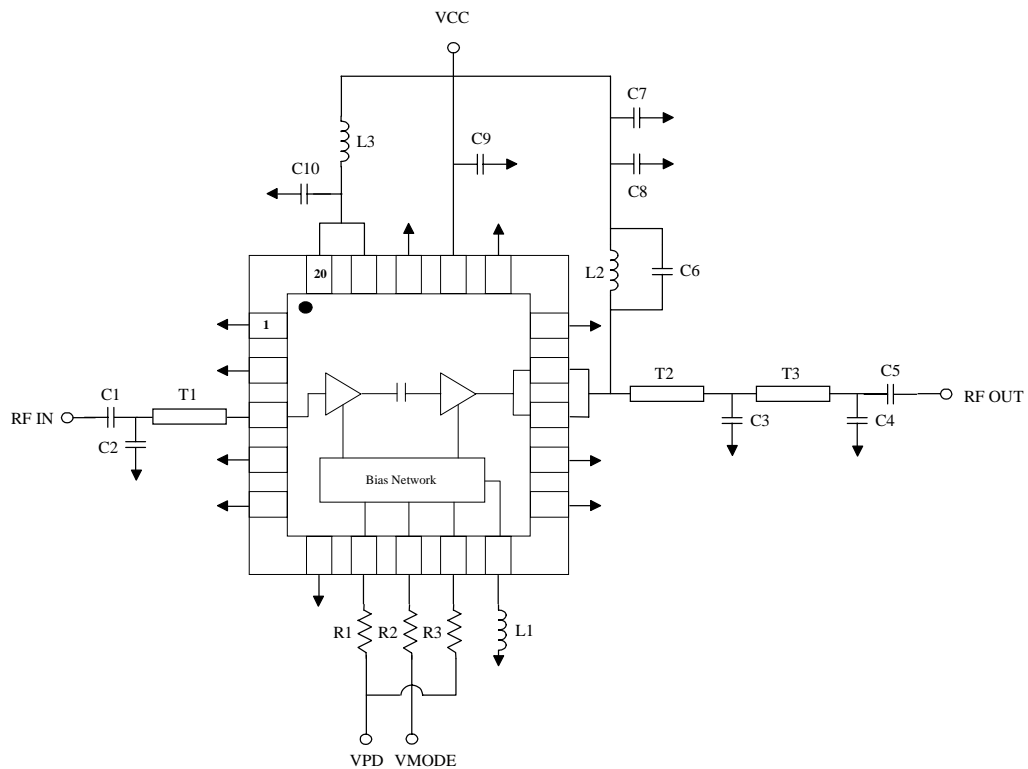 VCC
C7
L3
C9
C10
C8
20
L2
C6
1
T2
T3
C5
C1
T1
RF IN
RF OUT
C2
C3
C4
Bias Network
R1
R2
R3
L1
VPD
VMODE